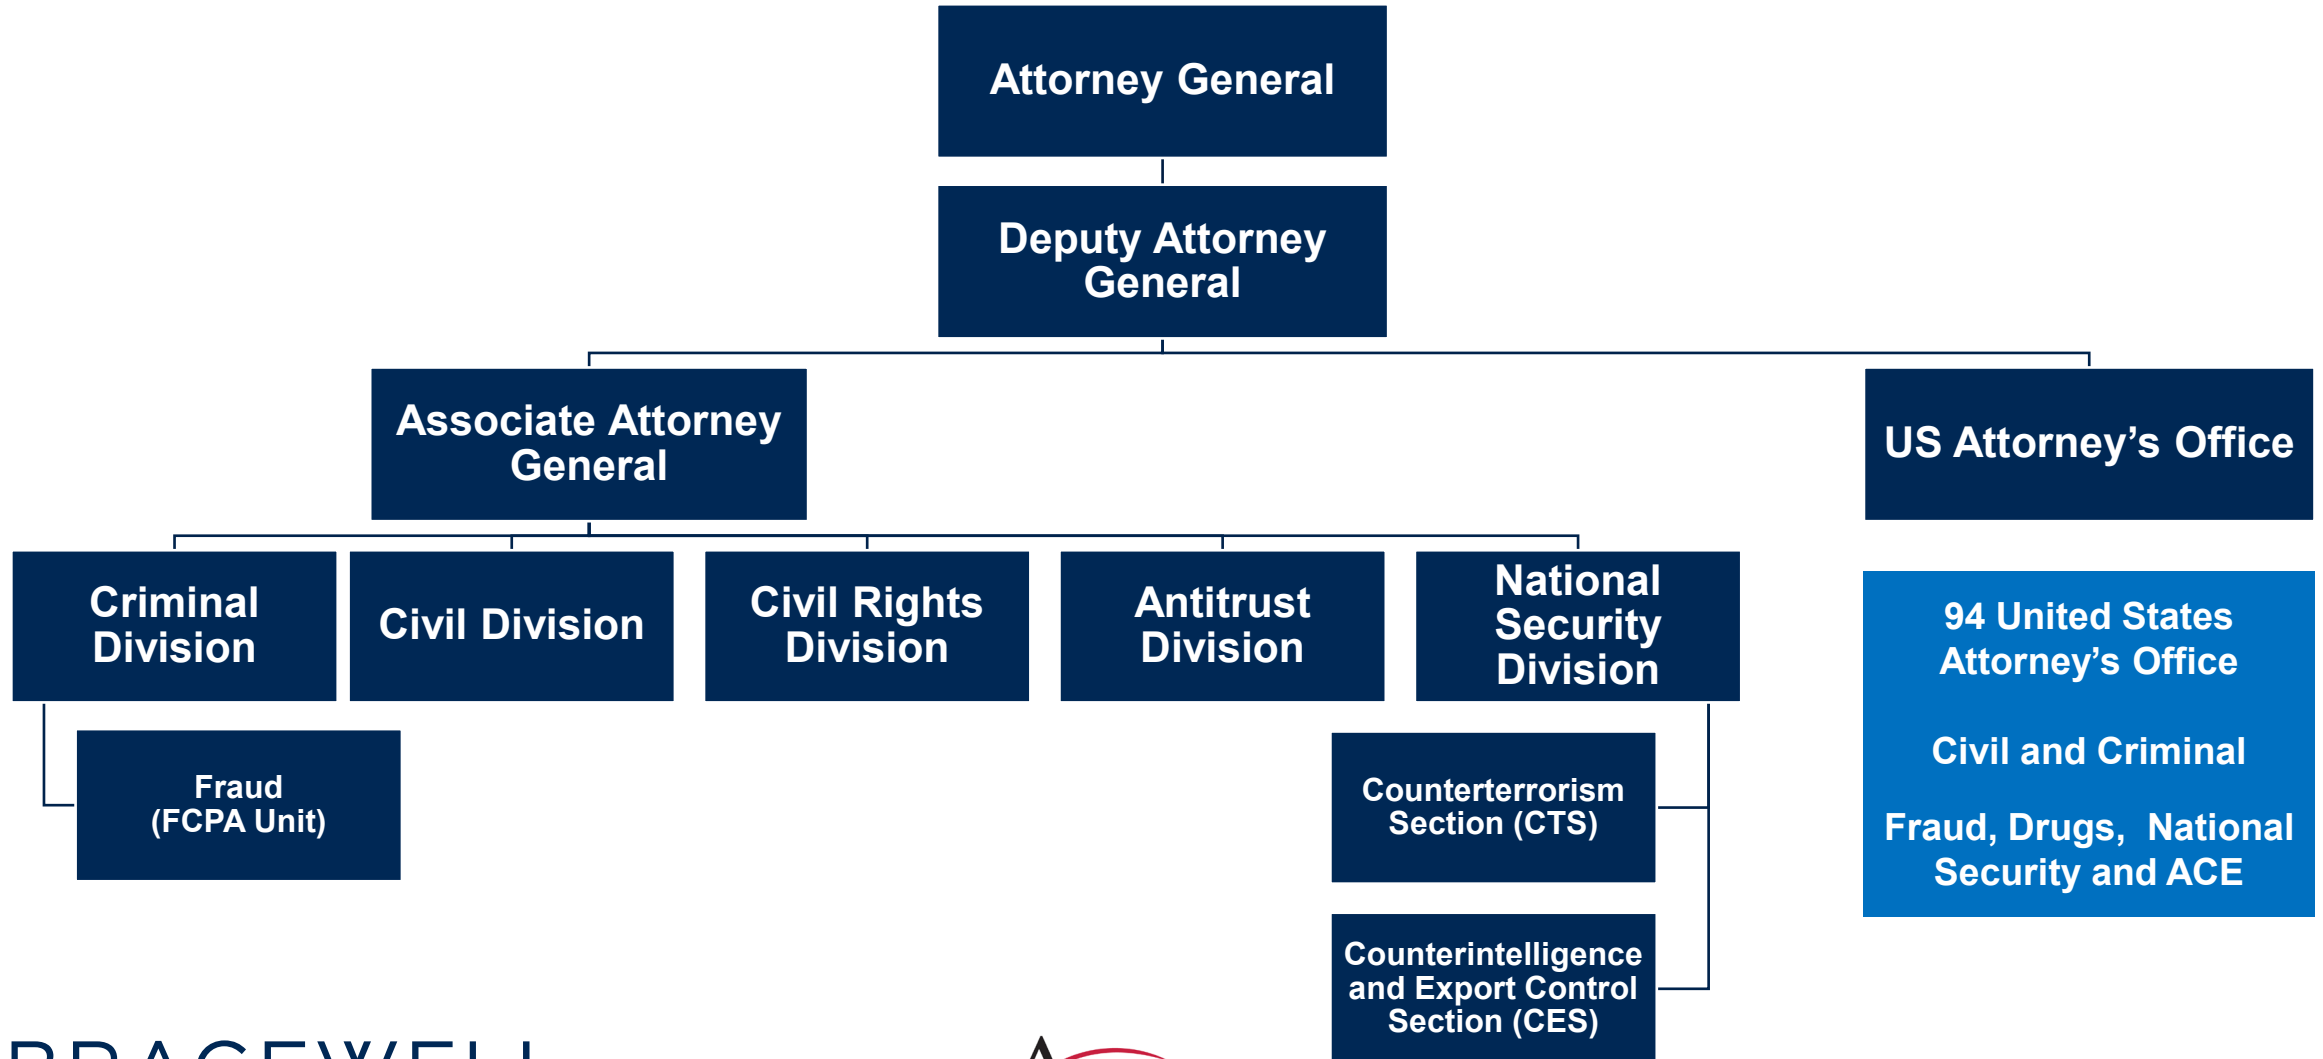 Attorney General
Deputy Attorney
General
Associate Attorney
General
US Attorney’s Office
Criminal
Division
Civil Division
Civil Rights
Division
Antitrust
Division
National
Security
Division
94 United States
Attorney’s Office
Civil and Criminal
Fraud, Drugs,  National
Security and ACE
Fraud
(FCPA Unit)
Counterterrorism
Section (CTS)
Counterintelligence
and Export Control
Section (CES)
BRACEWELL